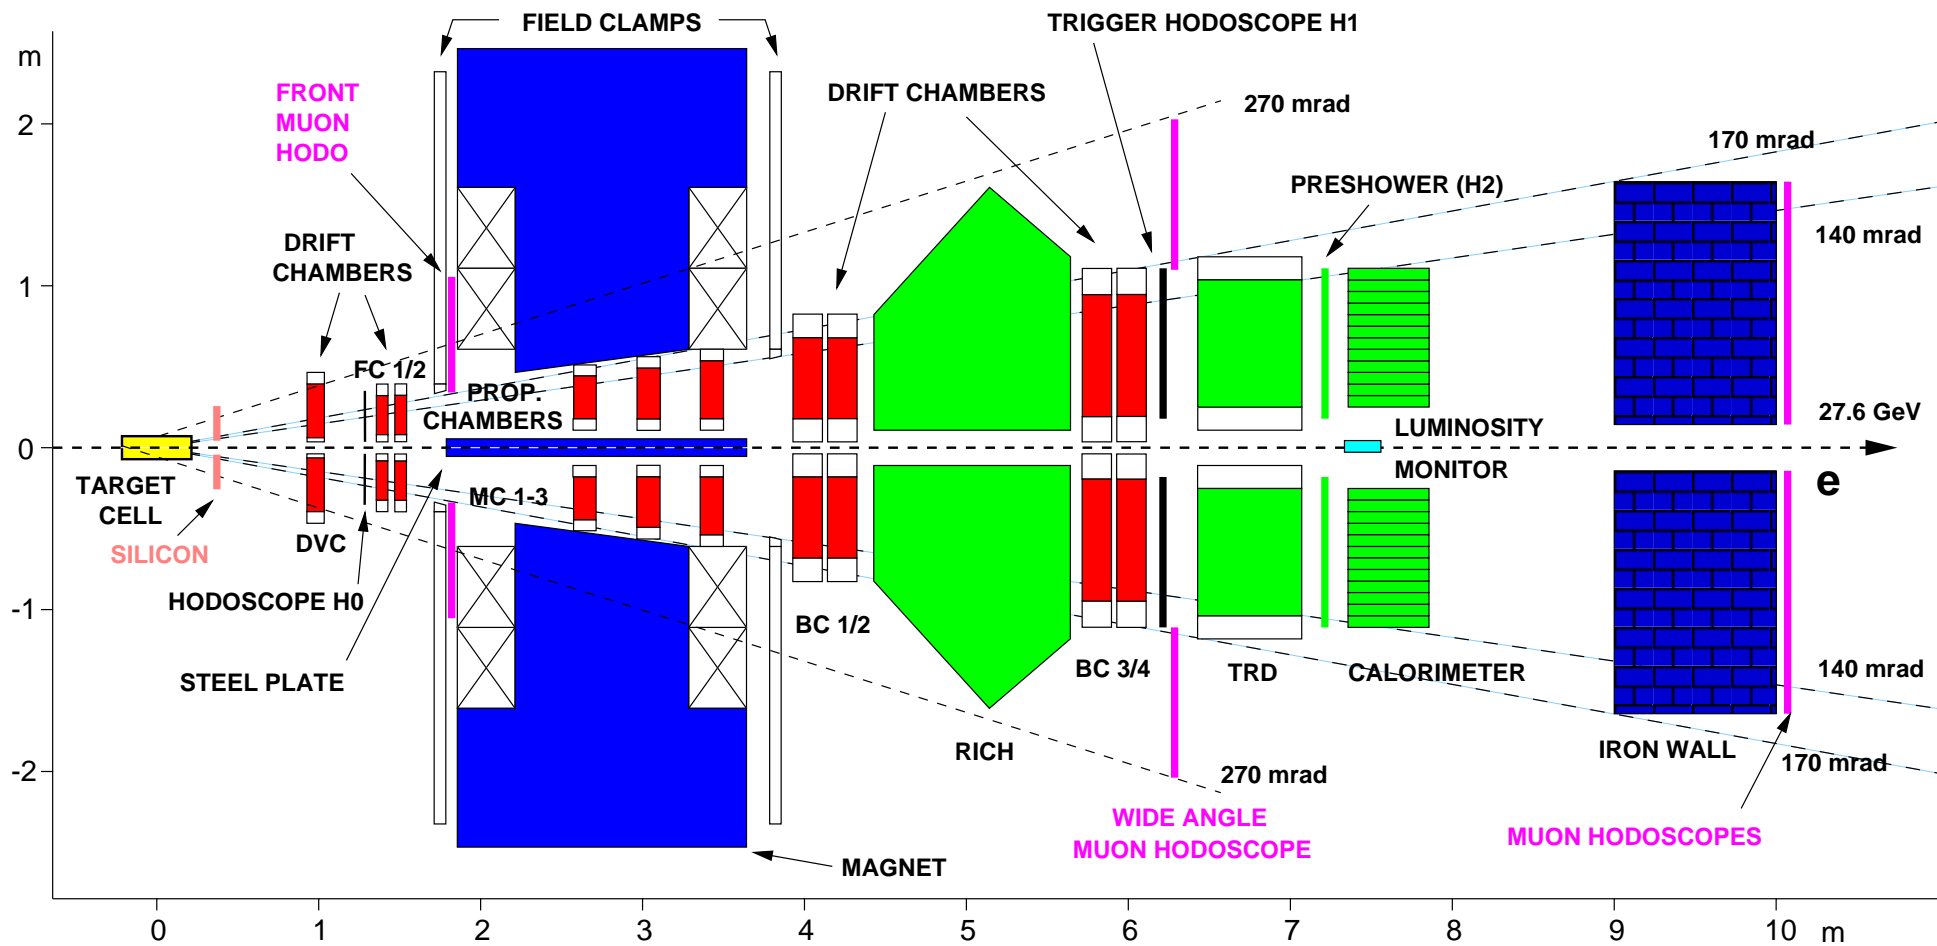 FIELD CLAMPS
TRIGGER HODOSCOPE H1
m
FRONT
MUON
HODO
DRIFT CHAMBERS
270 mrad
2
170 mrad
PRESHOWER (H2)
140 mrad
DRIFT
CHAMBERS
1
FC 1/2
PROP.
CHAMBERS
27.6 GeV
LUMINOSITY
MONITOR
0
e
TARGET
CELL
MC 1-3
SILICON
DVC
HODOSCOPE H0
-1
BC 1/2
BC 3/4
TRD
CALORIMETER
140 mrad
STEEL PLATE
RICH
IRON WALL
170 mrad
-2
270 mrad
WIDE ANGLE
MUON HODOSCOPE
MUON HODOSCOPES
MAGNET
0 1 2 3 4 5 6 7 8 9 10 m